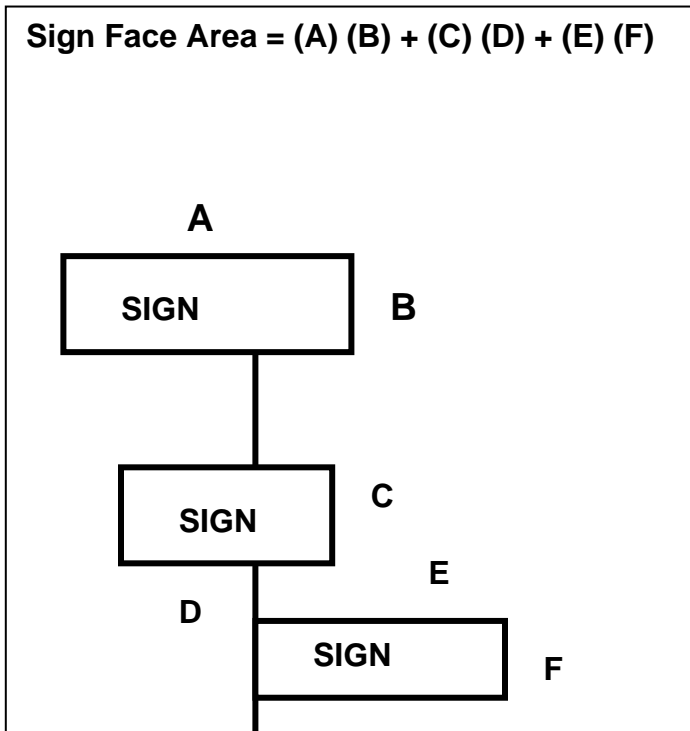 Sign Face Area = (A) (B) + (C) (D) + (E) (F)
A
SIGN
B
C
SIGN
E
D
SIGN
F